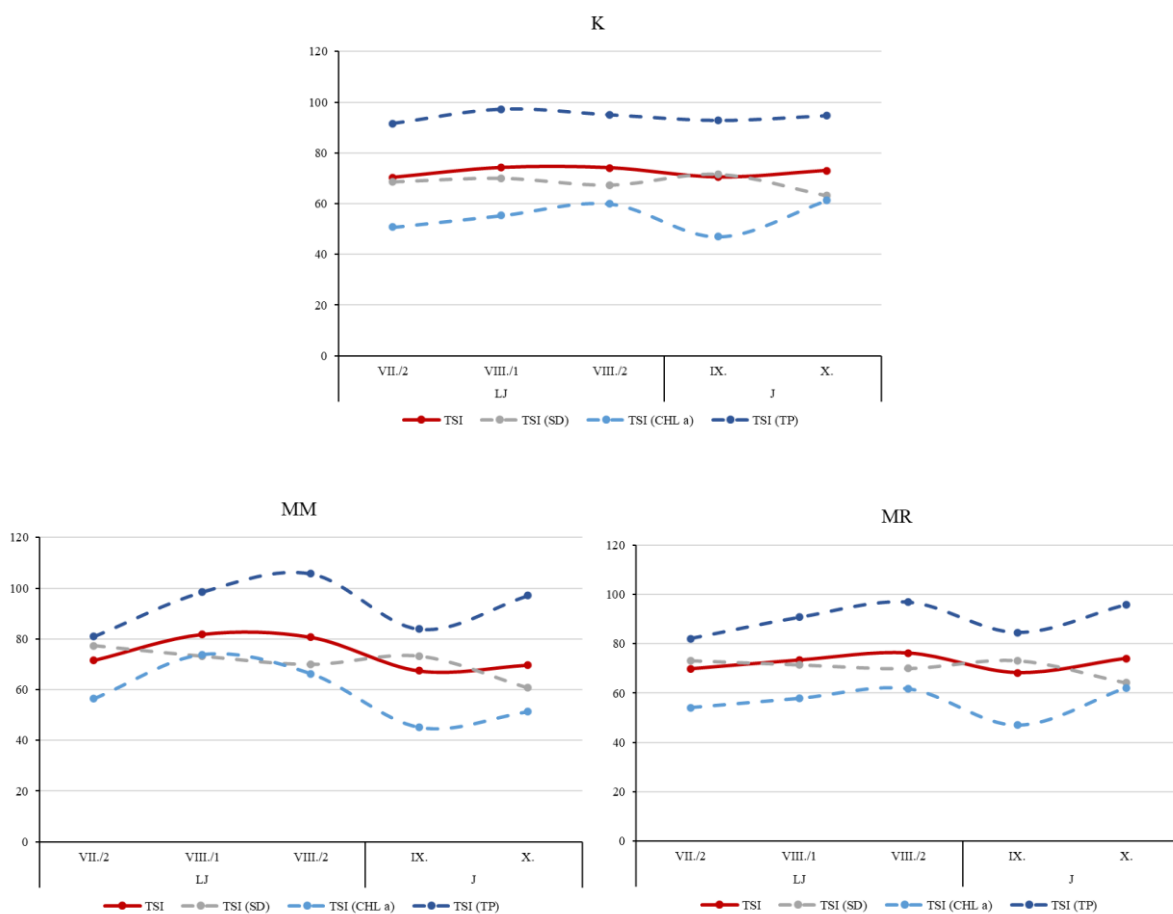 K
120
100
80
60
40
20
0
VII./2 VIII./1 VIII./2 IX. X.
LJ J
TSI TSI (SD) TSI (CHL a) TSI (TP)
MM
120
100
80
60
40
20
0
VII./2 VIII./1 VIII./2 IX. X.
LJ J
TSI TSI (SD) TSI (CHL a) TSI (TP)
MR
120
100
80
60
40
20
0
VII./2 VIII./1 VIII./2 IX. X.
LJ J
TSI TSI (SD) TSI (CHL a) TSI (TP)